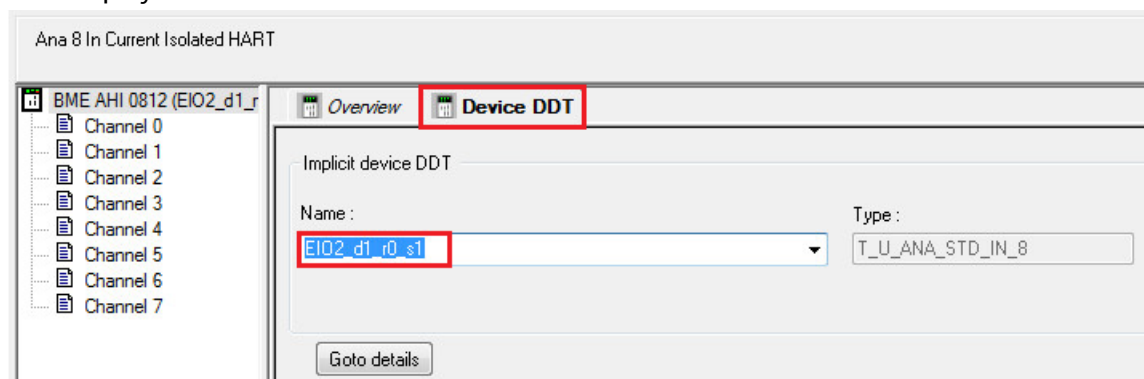 Ana 8 In Current Isolated HART
BME AHI 0812 (EIO2_d1_r
Channel 0
Channel 1
Channel 2
Channel 3
Channel 4
Channel 5
Channel 6
Channel 7
Overview
Device DDT
Implicit device DDT
Name :
Type :
EIO2_d1_r0_s1
T_U_ANA_STD_IN_8
Goto details